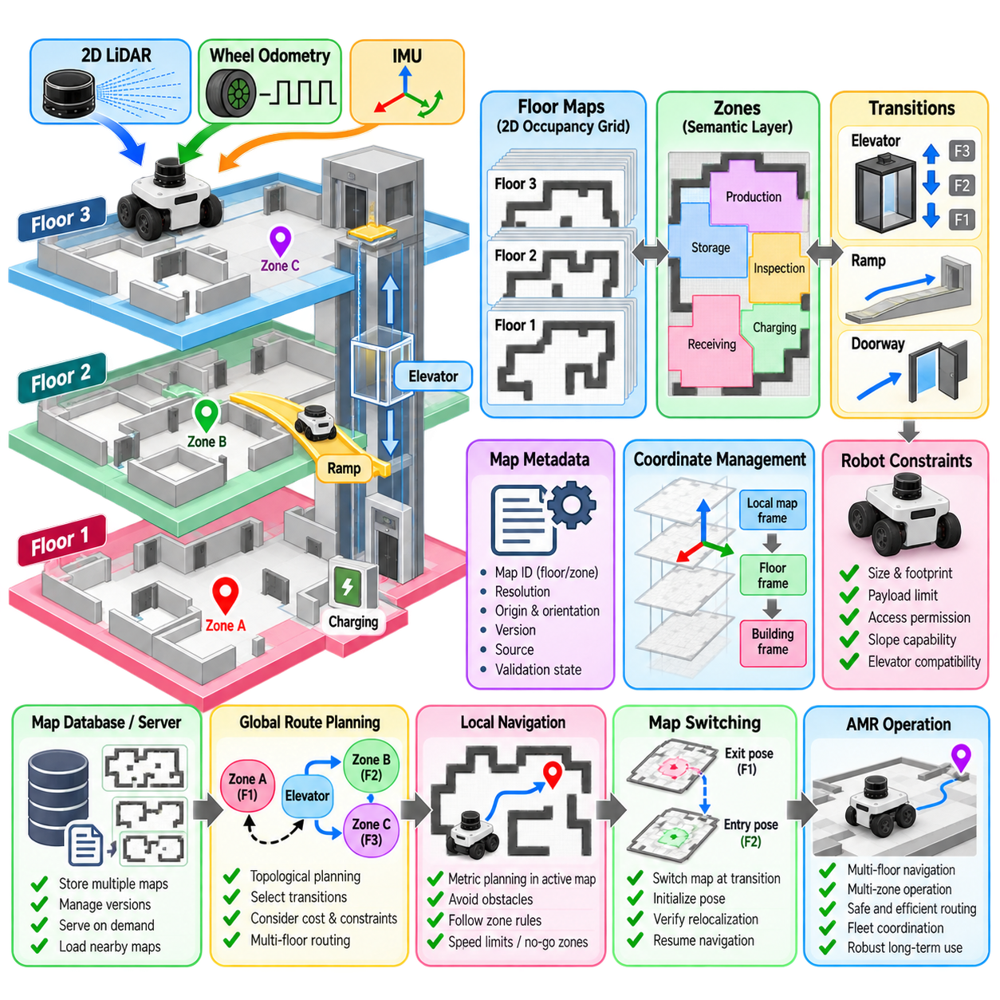 2D LiDAR
Wheel Odometry
IMU
Floor 3
Zone C
Floor 2
Zone B
Elevator
Ramp
Floor 1
Zone A
Charging
Floor Maps
(2D Occupancy Grid)
Floor 3
Floor 2
Floor 1
Zones
(Semantic Layer)
Production
Storage
Inspection
Receiving
Charging
Transitions
Elevator
F3
F2
F1
Ramp
Doorway
Map Metadata
Map ID (floor/zone)
Resolution
Origin & orientation
Version
Source
Validation state
Coordinate Management
Local map
frame
Floor
frame
Building
frame
Robot Constraints
Size & footprint
Payload limit
Access permission
Slope capability
Elevator compatibility
Map Database / Server
Store multiple maps
Manage versions
Serve on demand
Load nearby maps
Global Route Planning
Zone A
(F1)
Elevator
Zone B
(F2)
Zone C
(F3)
Topological planning
Select transitions
Consider cost & constraints
Multi-floor routing
Local Navigation
Metric planning in active map
Avoid obstacles
Follow zone rules
Speed limits / no-go zones
Map Switching
Exit pose
(F1)
Entry pose
(F2)
Switch map at transition
Initialize pose
Verify relocalization
Resume navigation
AMR Operation
Multi-floor navigation
Multi-zone operation
Safe and efficient routing
Fleet coordination
Robust long-term use